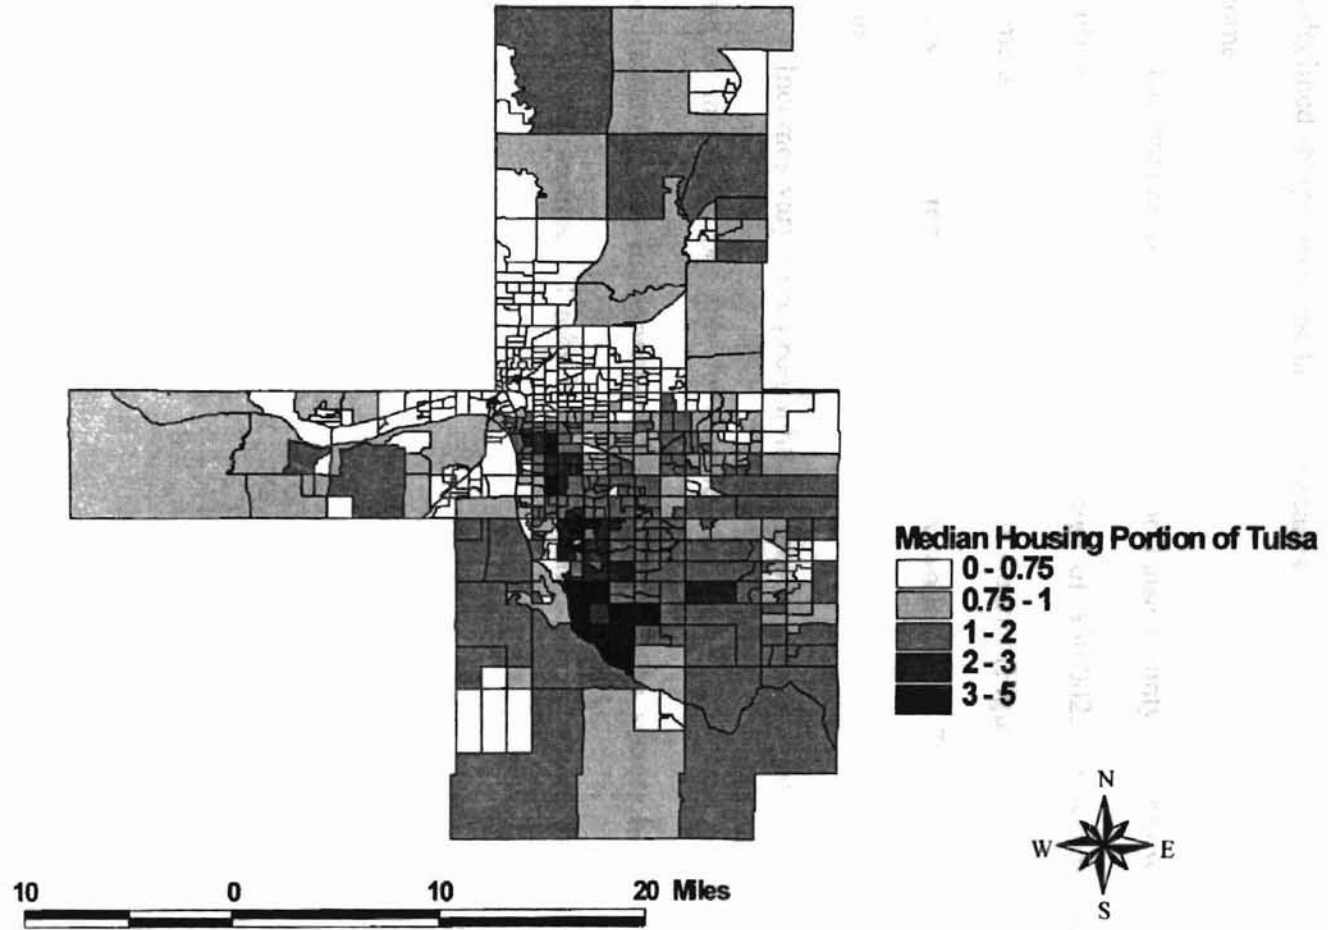 Median Housing Portion of Tulsa
0 - 0.75
0.75 - 1
1 - 2
2 - 3
3 - 5
N
W E
S
10 0 10 20 Miles